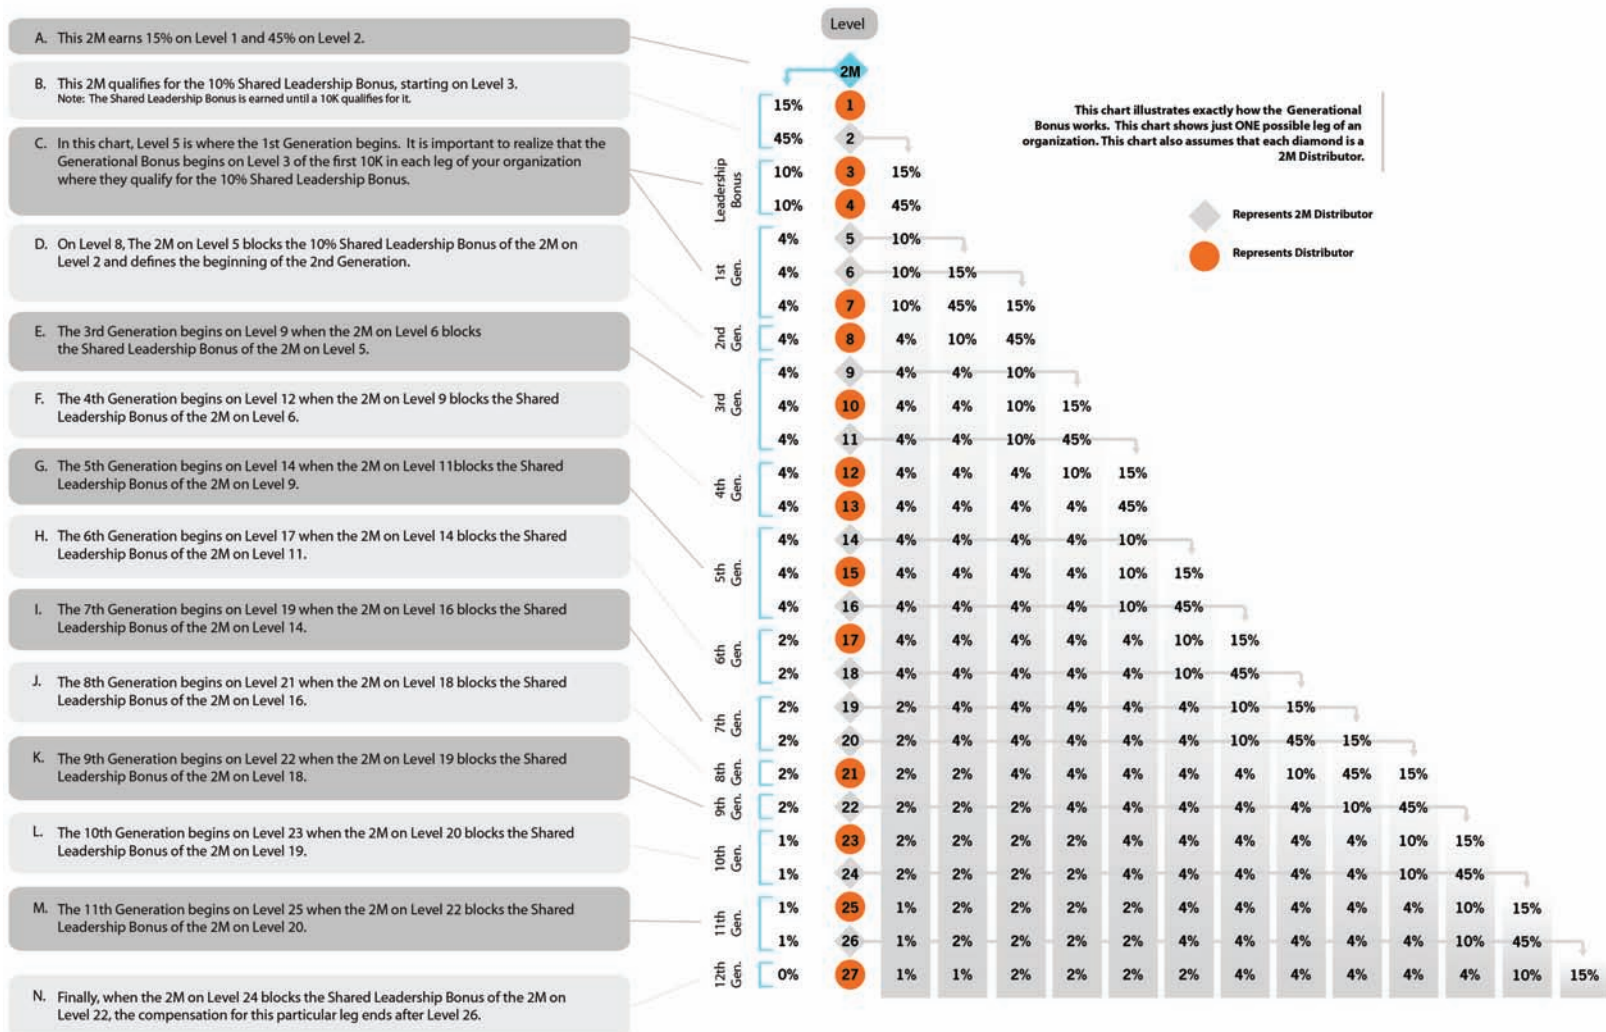 A. This 2M earns 15% on Level 1 and 45% on Level 2.
B. This 2M qualifies for the 10% Shared Leadership Bonus, starting on Level 3.
Note: The Shared Leadership Bonus is earned until a 10K qualifies for it.
C. In this chart, Level 5 is where the 1st Generation begins. It is important to realize that the
Generational Bonus begins on Level 3 of the first 10K in each leg of your organization
where they qualify for the 10% Shared Leadership Bonus.
D. On Level 8, The 2M on Level 5 blocks the 10% Shared Leadership Bonus of the 2M on
Level 2 and defines the beginning of the 2nd Generation.
E. The 3rd Generation begins on Level 9 when the 2M on Level 6 blocks
the Shared Leadership Bonus of the 2M on Level 5.
F. The 4th Generation begins on Level 12 when the 2M on Level 9 blocks the Shared
Leadership Bonus of the 2M on Level 6.
G. The 5th Generation begins on Level 14 when the 2M on Level 11blocks the Shared
Leadership Bonus of the 2M on Level 9.
H. The 6th Generation begins on Level 17 when the 2M on Level 14 blocks the Shared
Leadership Bonus of the 2M on Level 11.
I. The 7th Generation begins on Level 19 when the 2M on Level 16 blocks the Shared
Leadership Bonus of the 2M on Level 14.
J. The 8th Generation begins on Level 21 when the 2M on Level 18 blocks the Shared
Leadership Bonus of the 2M on Level 16.
K. The 9th Generation begins on Level 22 when the 2M on Level 19 blocks the Shared
Leadership Bonus of the 2M on Level 18.
L. The 10th Generation begins on Level 23 when the 2M on Level 20 blocks the Shared
Leadership Bonus of the 2M on Level 19.
M. The 11th Generation begins on Level 25 when the 2M on Level 22 blocks the Shared
Leadership Bonus of the 2M on Level 20.
N. Finally, when the 2M on Level 24 blocks the Shared Leadership Bonus of the 2M on
Level 22, the compensation for this particular leg ends after Level 26.
Level
2M
15% 1
45% 2
Leadership
Bonus
10% 3 15%
10% 4 45%
1st
Gen.
4% 5 10%
4% 6 10% 15%
4% 7 10% 45% 15%
2nd
Gen.
4% 8 4% 10% 45%
3rd
Gen.
4% 9 4% 4% 10%
4% 10 4% 4% 10% 15%
4% 11 4% 4% 10% 45%
4th
Gen.
4% 12 4% 4% 4% 10% 15%
4% 13 4% 4% 4% 4% 45%
5th
Gen.
4% 14 4% 4% 4% 4% 10%
4% 15 4% 4% 4% 4% 10% 15%
4% 16 4% 4% 4% 4% 10% 45%
6th
Gen.
2% 17 4% 4% 4% 4% 4% 10% 15%
2% 18 4% 4% 4% 4% 4% 10% 45%
7th
Gen.
2% 19 2% 4% 4% 4% 4% 4% 10% 15%
2% 20 2% 4% 4% 4% 4% 4% 10% 45% 15%
8th
Gen.
2% 21 2% 2% 4% 4% 4% 4% 4% 10% 45% 15%
9th
Gen.
2% 22 2% 2% 2% 4% 4% 4% 4% 4% 10% 45%
10th
Gen.
1% 23 2% 2% 2% 2% 4% 4% 4% 4% 4% 10% 15%
1% 24 2% 2% 2% 2% 4% 4% 4% 4% 4% 10% 45%
11th
Gen.
1% 25 1% 2% 2% 2% 2% 4% 4% 4% 4% 4% 10% 15%
1% 26 1% 2% 2% 2% 2% 4% 4% 4% 4% 4% 10% 45%
12th
Gen.
0% 27 1% 1% 2% 2% 2% 2% 4% 4% 4% 4% 4% 10% 15%
This chart illustrates exactly how the Generational
Bonus works. This chart shows just ONE possible leg of an
organization. This chart also assumes that each diamond is a
2M Distributor.
Represents 2M Distributor
Represents Distributor